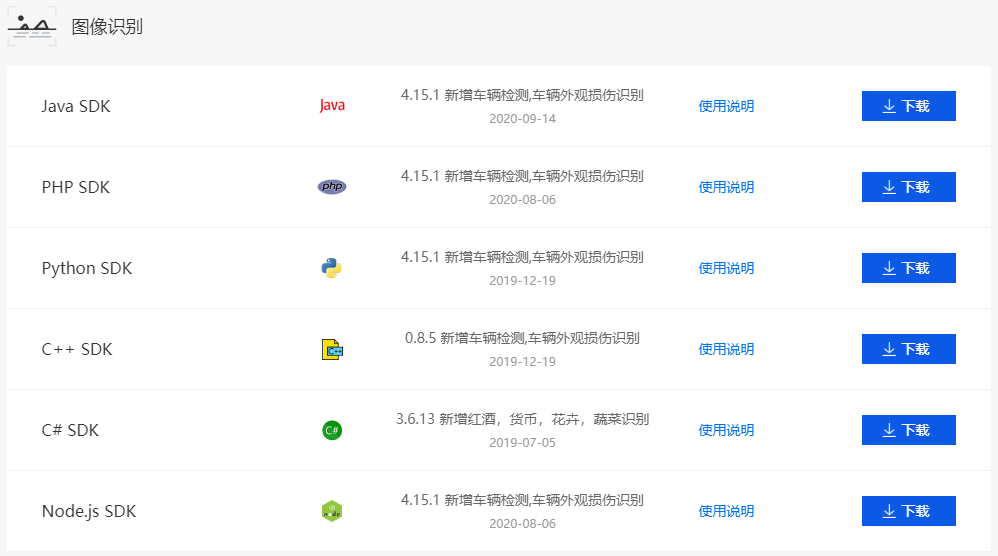 图像识别
Java SDK
Java
4.15.1 新增车辆检测,车辆外观损伤识别
2020-09-14
使用说明
下载
PHP SDK
php
4.15.1 新增车辆检测,车辆外观损伤识别
2020-08-06
使用说明
下载
Python SDK
4.15.1 新增车辆检测,车辆外观损伤识别
2019-12-19
使用说明
下载
C++ SDK
C++
0.8.5 新增车辆检测,车辆外观损伤识别
2019-12-19
使用说明
下载
C# SDK
C#
3.6.13 新增红酒，货币，花卉，蔬菜识别
2019-07-05
使用说明
下载
Node.js SDK
node
4.15.1 新增车辆检测,车辆外观损伤识别
2020-08-06
使用说明
下载